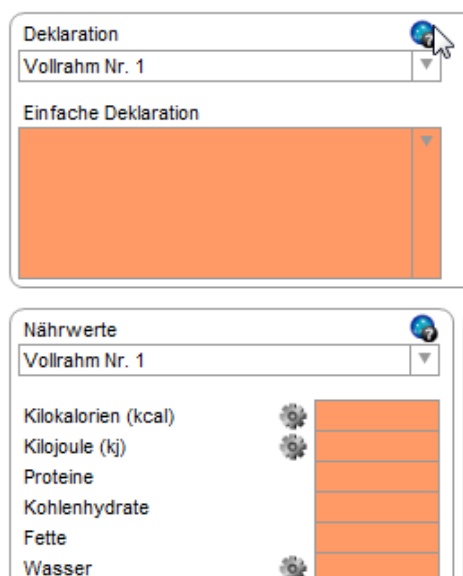 Deklaration
Vollrahm Nr. 1
Einfache Deklaration
Nährwerte
Vollrahm Nr. 1
Kilokalorien (kcal)
Kilojoule (kj)
Proteine
Kohlenhydrate
Fette
Wasser